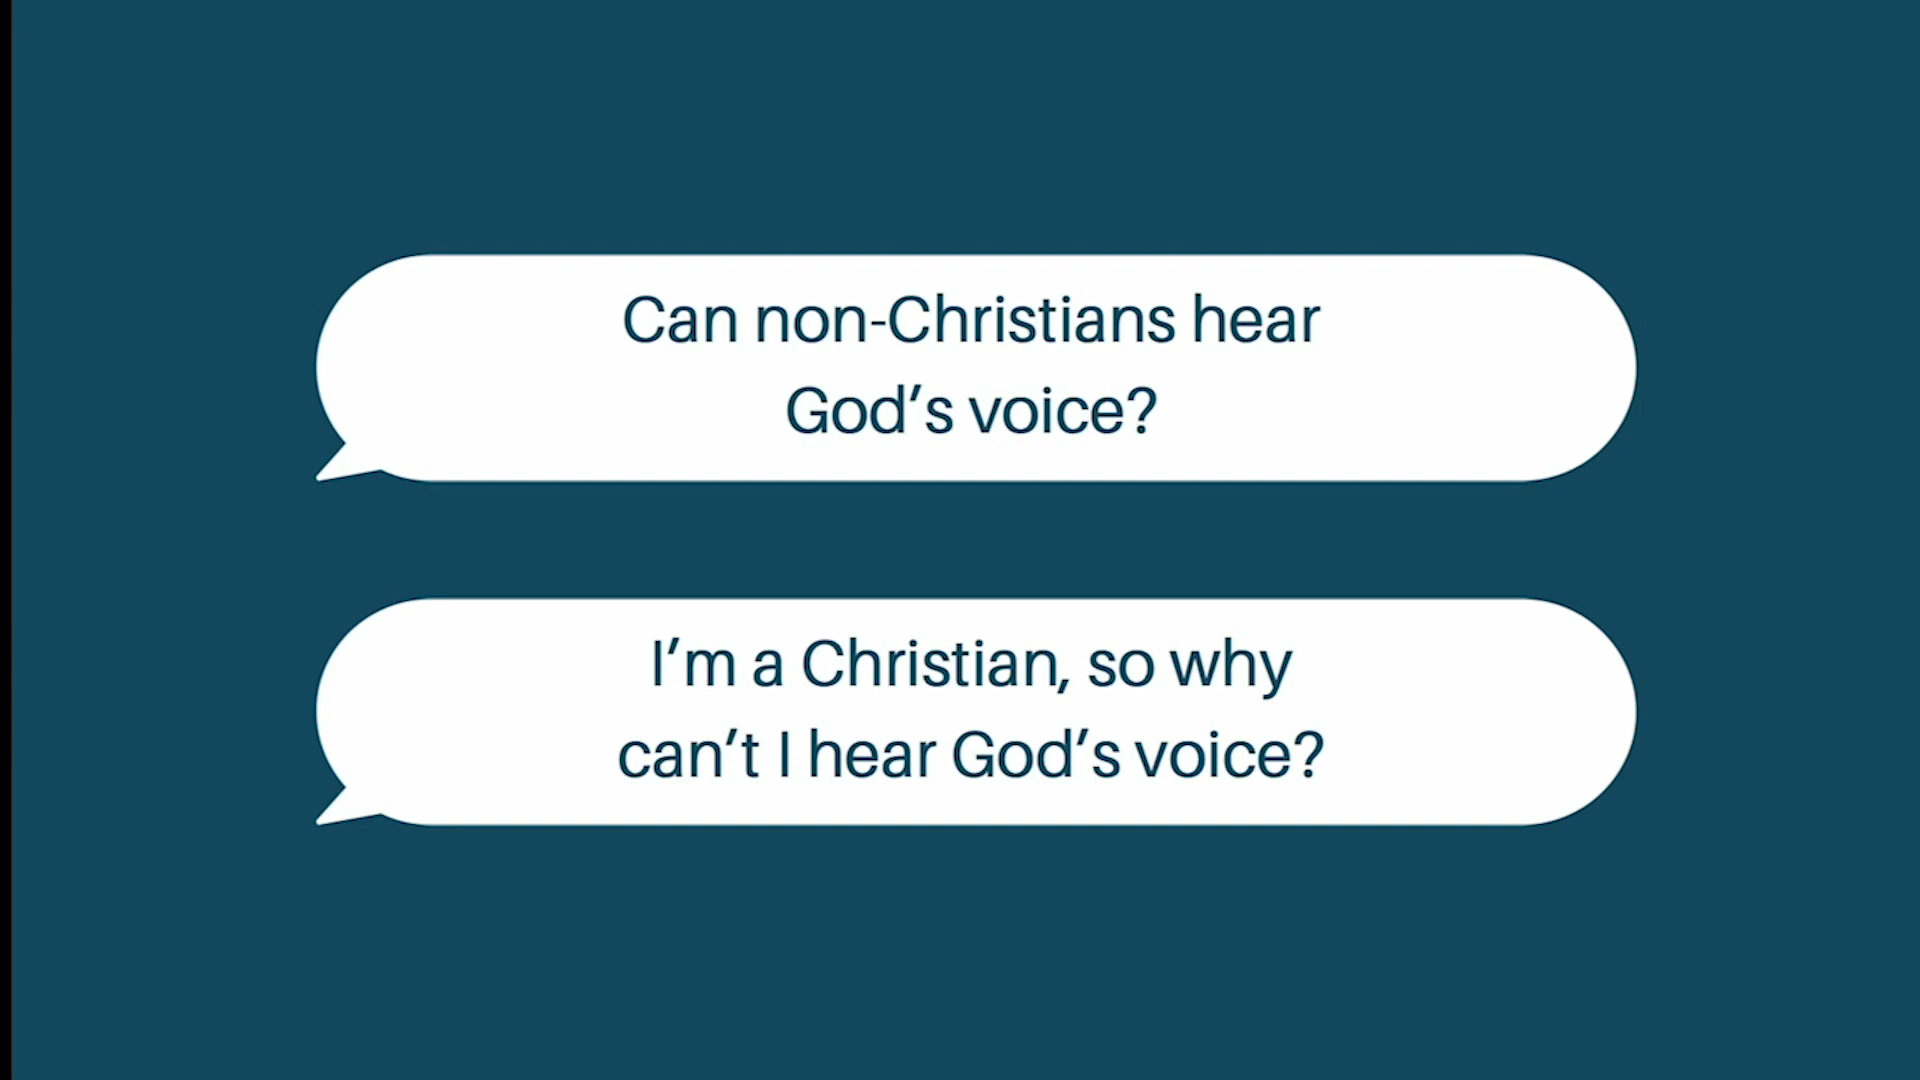 Can non-Christians hear
God’s voice?
I’m a Christian, so why
can’t I hear God’s voice?